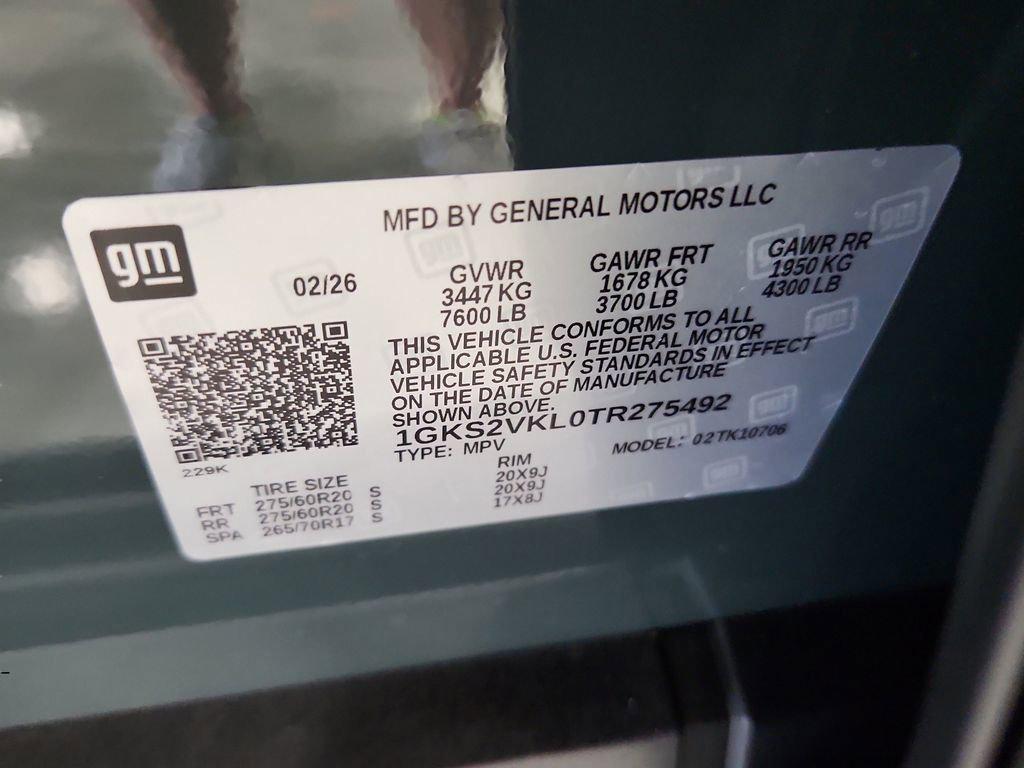 gm
MFD BY GENERAL MOTORS LLC
02/26
GVWR GAWR FRT GAWR RR
3447 KG 1678 KG 1950 KG
7600 LB 3700 LB 4300 LB
THIS VEHICLE CONFORMS TO ALL
APPLICABLE U.S. FEDERAL MOTOR
VEHICLE SAFETY STANDARDS IN EFFECT
ON THE DATE OF MANUFACTURE
SHOWN ABOVE.
1GKS2VKL0TR275492
TYPE: MPV MODEL: 02TK10706
229K
TIRE SIZE RIM
FRT 275/60R20 S 20X9J
RR 275/60R20 S 20X9J
SPA 265/70R17 S 17X8J